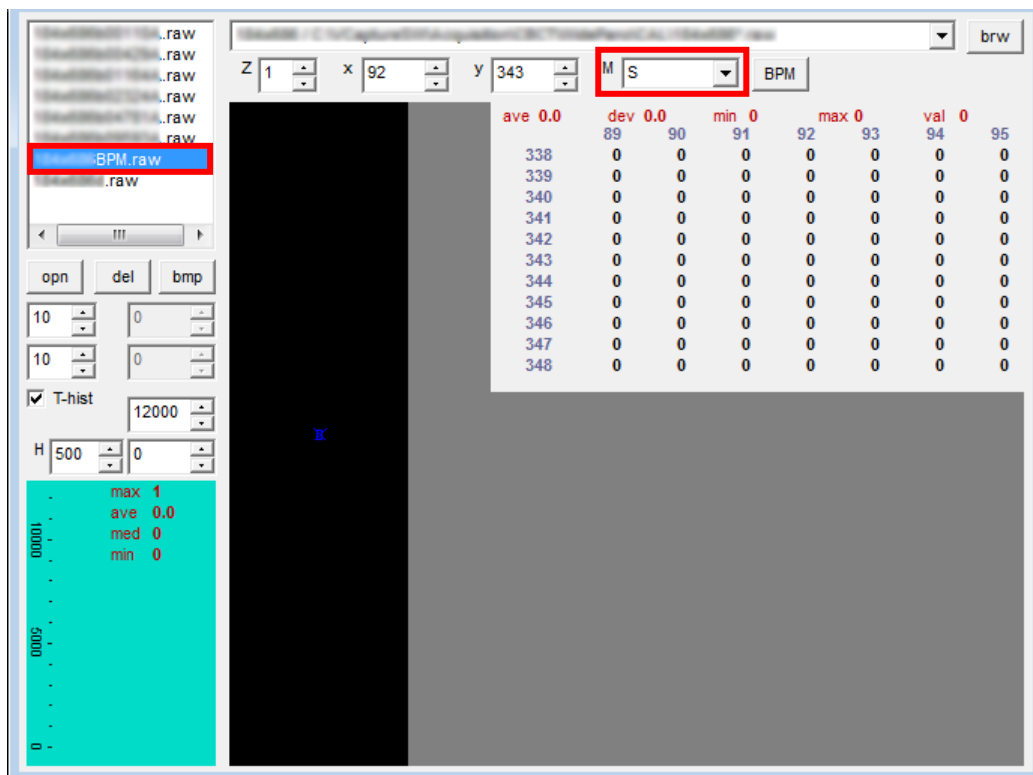 .raw
.raw
.raw
.raw
.raw
.raw
BPM.raw
.raw
brw
Z 1 x 92 y 343 M S BPM
ave 0.0 dev 0.0 min 0 max 0 val 0
89 90 91 92 93 94 95
338 0 0 0 0 0 0 0
339 0 0 0 0 0 0 0
340 0 0 0 0 0 0 0
341 0 0 0 0 0 0 0
342 0 0 0 0 0 0 0
343 0 0 0 0 0 0 0
344 0 0 0 0 0 0 0
345 0 0 0 0 0 0 0
346 0 0 0 0 0 0 0
347 0 0 0 0 0 0 0
348 0 0 0 0 0 0 0
opn del bmp
10 0
10 0
T-hist
12000
H 500 0
max 1
ave 0.0
med 0
min 0
10000
5000
0